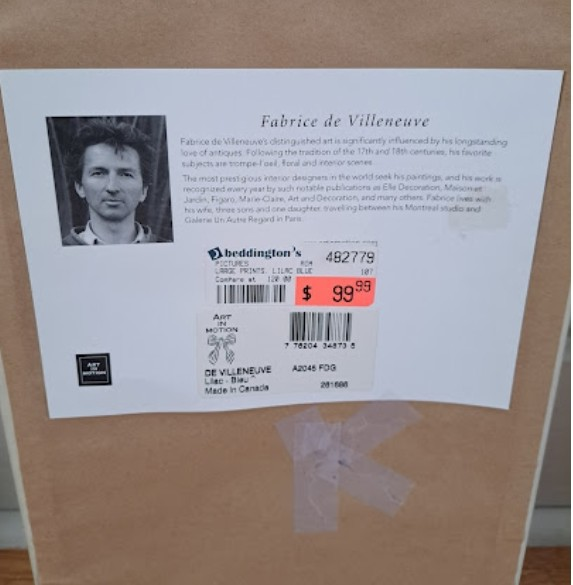 Fabrice de Villeneuve
Fabrice de Villeneuve's distinguished art is significantly influenced by his longstanding
love of antiques. Following the tradition of the 17th and 18th centuries, his favorite
subjects are trompe-l'oeil, floral and interior scenes.
The most prestigious interior designers in the world seek his paintings, and his work is
recognized every year by such notable publications as Elle Decoration, Maison et
Jardin, Figaro, Marie-Claire, Art and Decoration, and many others. Fabrice lives with
his wife, three sons and one daughter, travelling between his Montreal studio and
Galerie Un Autre Regard in Paris.
beddington's
482779
PICTURES
LARGE PRINTS, LILAC BLUE
Compare at 120.00
$ 99.99
ART
IN
MOTION
7 78204 34873 8
DE VILLENEUVE
A2045 FDG
Lilac - Bleu
Made in Canada
ART
IN
MOTION